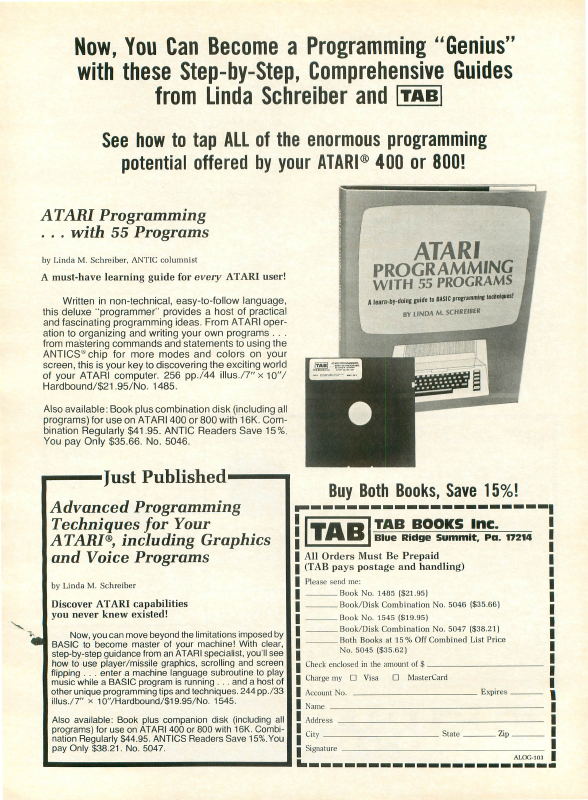 Now, You Can Become a Programming "Genius"
with these Step-by-Step, Comprehensive Guides
from Linda Schreiber and TAB
See how to tap ALL of the enormous programming
potential offered by your ATARI® 400 or 800!
ATARI Programming
. . . with 55 Programs
by Linda M. Schreiber, ANTIC columnist
A must-have learning guide for every ATARI user!
Written in non-technical, easy-to-follow language,
this deluxe "programmer" provides a host of practical
and fascinating programming ideas. From ATARI oper-
ation to organizing and writing your own programs . . .
from mastering commands and statements to using the
ANTICS® chip for more modes and colors on your
screen, this is your key to discovering the exciting world
of your ATARI computer. 256 pp./44 illus./7" × 10"/
Hardbound/$21.95/No. 1485.
Also available: Book plus combination disk (including all
programs) for use on ATARI 400 or 800 with 16K. Com-
bination Regularly $41.95. ANTIC Readers Save 15%.
You pay Only $35.66. No. 5046.
ATARI
PROGRAMMING
WITH 55 PROGRAMS
A learn-by-doing guide to BASIC programming techniques!
BY LINDA M. SCHREIBER
TAB
Just Published
Advanced Programming
Techniques for Your
ATARI®, including Graphics
and Voice Programs
by Linda M. Schreiber
Discover ATARI capabilities
you never knew existed!
Now, you can move beyond the limitations imposed by
BASIC to become master of your machine! With clear,
step-by-step guidance from an ATARI specialist, you'll see
how to use player/missile graphics, scrolling and screen
flipping . . . enter a machine language subroutine to play
music while a BASIC program is running . . . and a host of
other unique programming tips and techniques. 244 pp./33
illus./7" × 10"/Hardbound/$19.95/No. 1545.
Also available: Book plus companion disk (including all
programs) for use on ATARI 400 or 800 with 16K. Combi-
nation Regularly $44.95. ANTICS Readers Save 15%. You
pay Only $38.21. No. 5047.
Buy Both Books, Save 15%!
TAB TAB BOOKS Inc.
Blue Ridge Summit, Pa. 17214
All Orders Must Be Prepaid
(TAB pays postage and handling)
Please send me:
Book No. 1485 ($21.95)
Book/Disk Combination No. 5046 ($35.66)
Book No. 1545 ($19.95)
Book/Disk Combination No. 5047 ($38.21)
Both Books at 15% Off Combined List Price
No. 5045 ($35.62)
Check enclosed in the amount of $
Charge my □ Visa □ MasterCard
Account No. Expires
Name
Address
City State Zip
Signature
ALOG-103